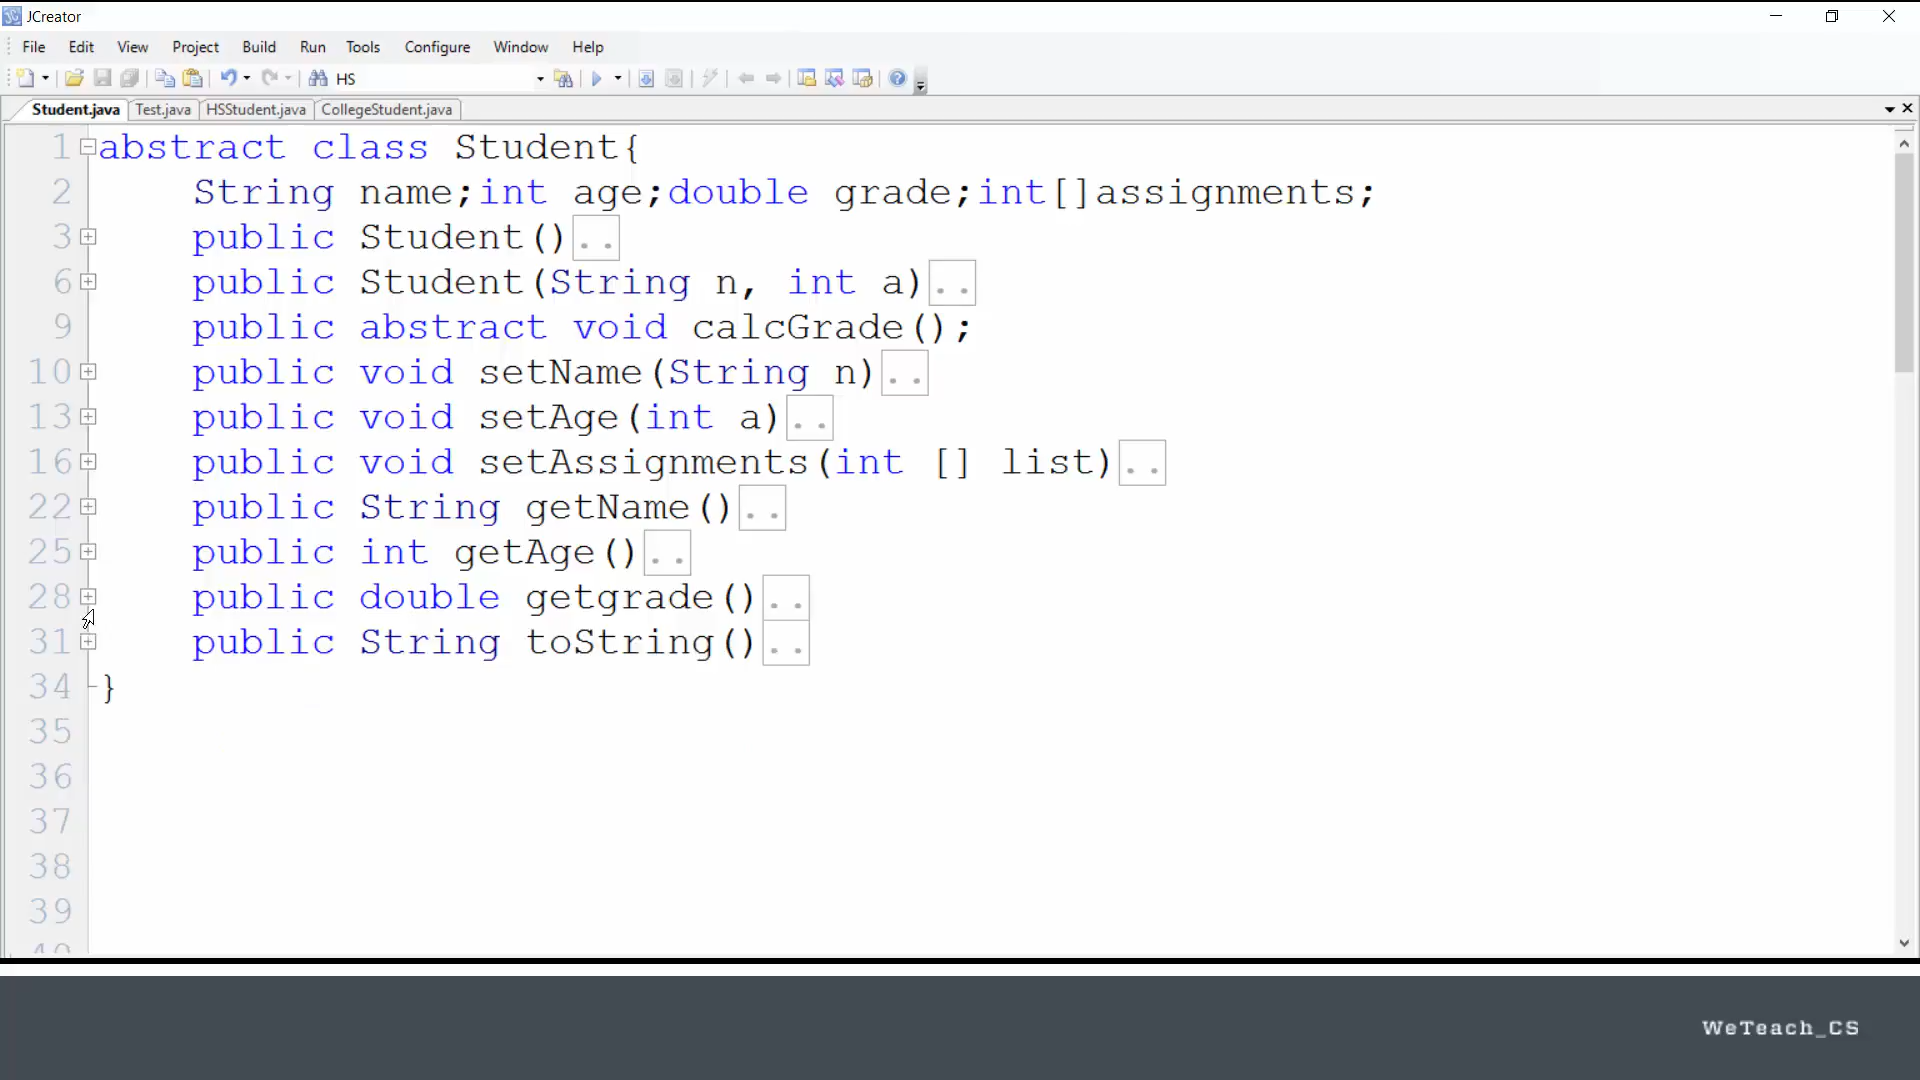 JCreator
File Edit View Project Build Run Tools Configure Window Help
HS
Student.java Test.java HSStudent.java CollegeStudent.java
1 abstract class Student{
2 String name;int age;double grade;int[]assignments;
3 public Student()..
6 public Student(String n, int a)..
9 public abstract void calcGrade();
10 public void setName(String n)..
13 public void setAge(int a)..
16 public void setAssignments(int [] list)..
22 public String getName()..
25 public int getAge()..
28 public double getgrade()..
31 public String toString()..
34 }
35
36
37
38
39
40
WeTeach_CS